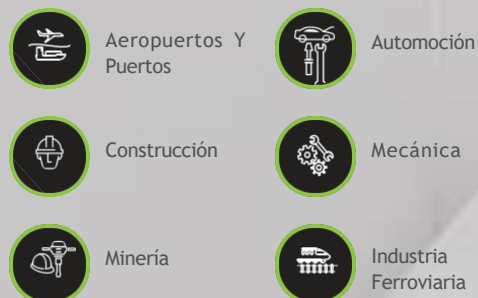 Aeropuertos Y
Puertos
Automoción
Construcción
Mecánica
Minería
Industria
Ferroviaria